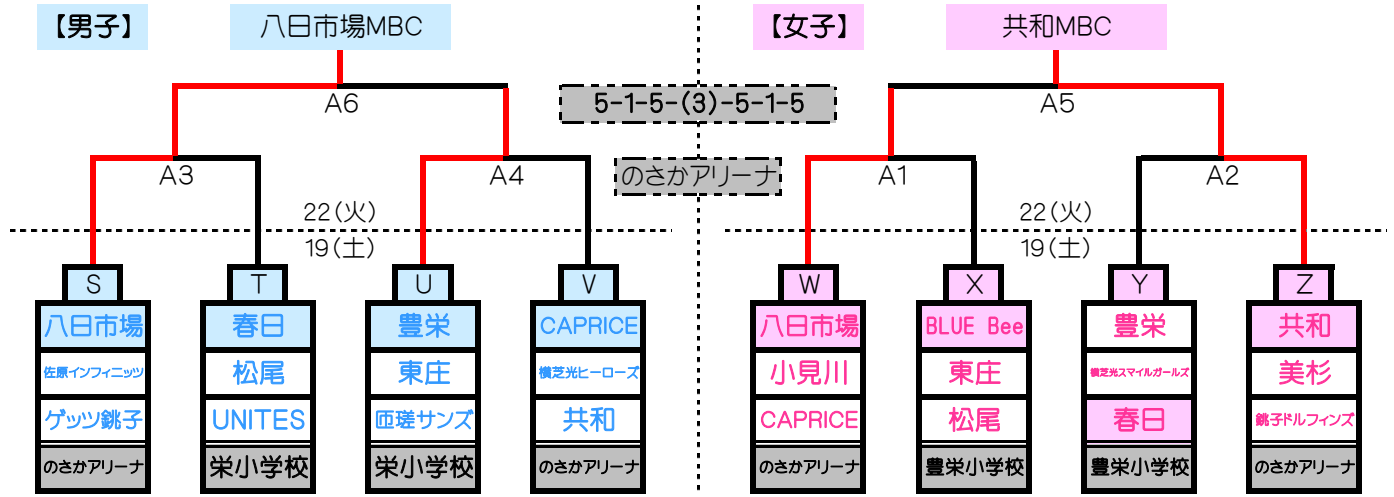 【男子】
八日市場MBC
【女子】
共和MBC
A6
5-1-5-(3)-5-1-5
A5
A3
A4
のさかアリーナ
A1
A2
22(火)
22(火)
19(土)
19(土)
S
T
U
V
W
X
Y
Z
八日市場
春日
豊栄
CAPRICE
八日市場
BLUE Bee
豊栄
共和
佐原インフィニッツ
松尾
東庄
横芝光ヒーローズ
小見川
東庄
横芝光スマイルガールズ
美杉
ゲッツ銚子
UNITES
匝瑳サンズ
共和
CAPRICE
松尾
春日
銚子ドルフィンズ
のさかアリーナ
栄小学校
栄小学校
のさかアリーナ
のさかアリーナ
豊栄小学校
豊栄小学校
のさかアリーナ